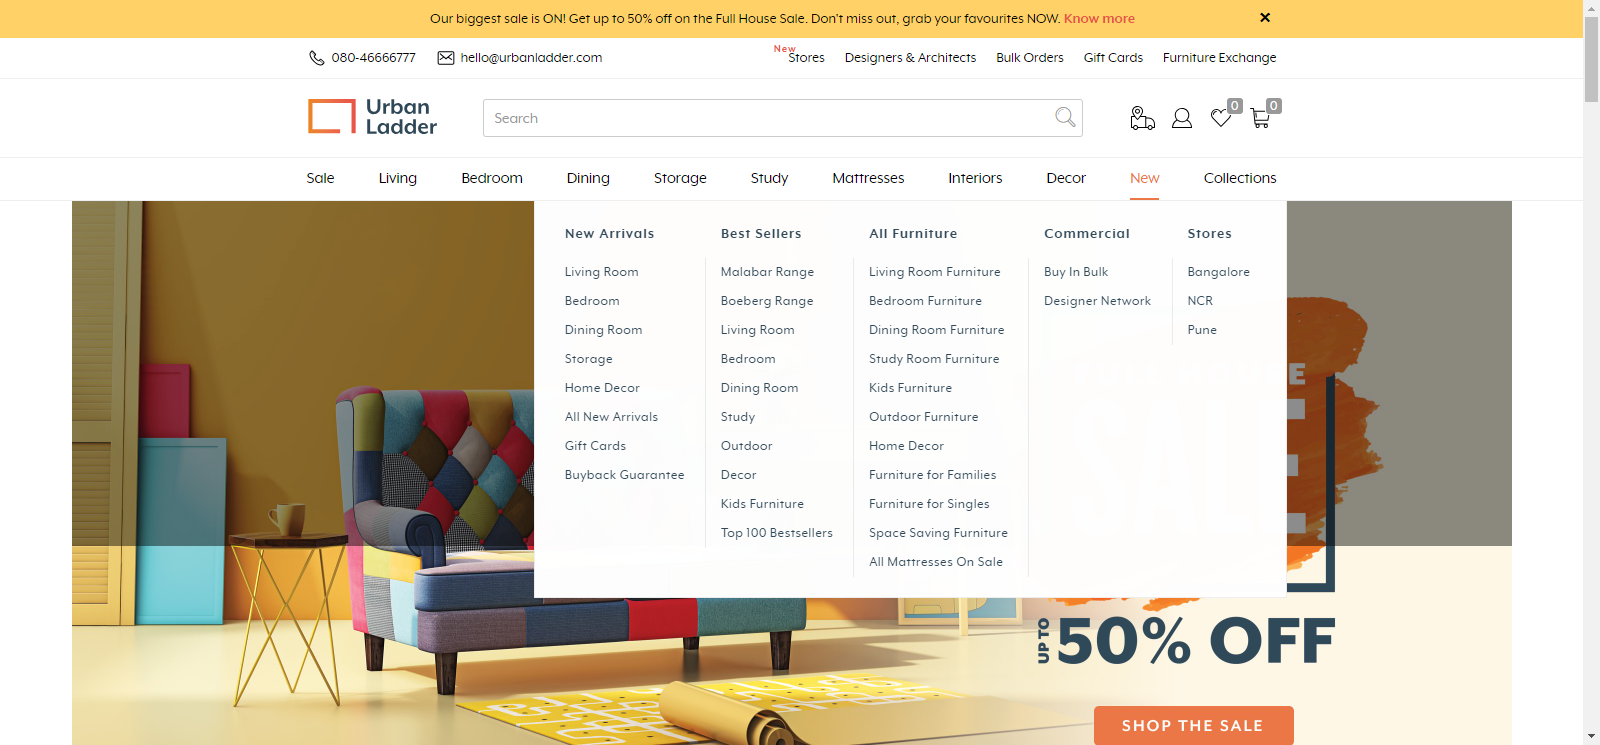 Our biggest sale is ON! Get up to 50% off on the Full House Sale. Don't miss out, grab your favourites NOW. Know more
080-46666777 hello@urbanladder.com
New
Stores Designers & Architects Bulk Orders Gift Cards Furniture Exchange
Urban
Ladder
Search
0 0
Sale Living Bedroom Dining Storage Study Mattresses Interiors Decor New Collections
New Arrivals
Living Room
Bedroom
Dining Room
Storage
Home Decor
All New Arrivals
Gift Cards
Buyback Guarantee
Best Sellers
Malabar Range
Boeberg Range
Living Room
Bedroom
Dining Room
Study
Outdoor
Decor
Kids Furniture
Top 100 Bestsellers
All Furniture
Living Room Furniture
Bedroom Furniture
Dining Room Furniture
Study Room Furniture
Kids Furniture
Outdoor Furniture
Home Decor
Furniture for Families
Furniture for Singles
Space Saving Furniture
All Mattresses On Sale
Commercial
Buy In Bulk
Designer Network
Stores
Bangalore
NCR
Pune
UP TO
50% OFF
SHOP THE SALE